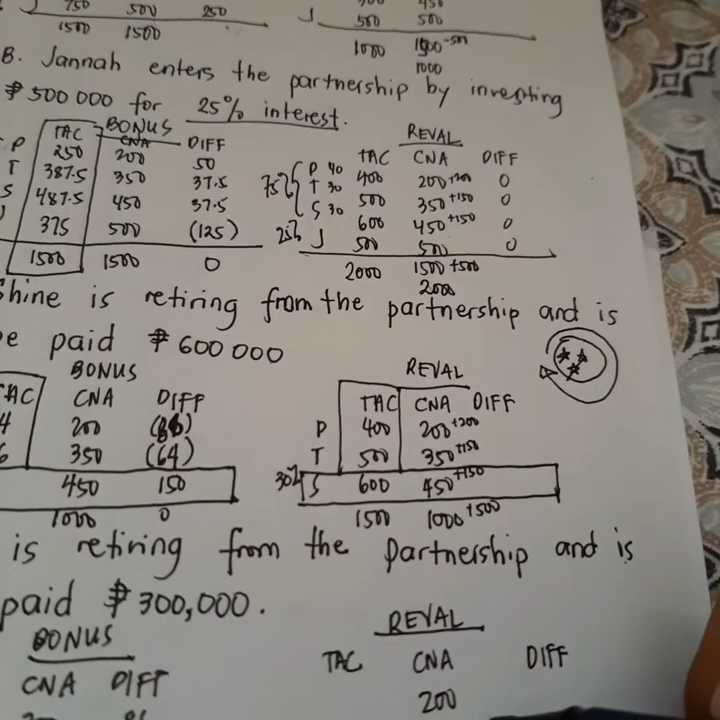 750 500 250
1500 1500
J 500 500
1000 1500-500
1000
B. Jannah enters the partnership by investing
₱500 000 for 25% interest.
TAC BONUS CNA DIFF
P 250 200 50
T 387.5 350 37.5
S 487.5 450 37.5
J 375 500 (125)
1500 1500 0
REVAL
TAC CNA DIFF
75% P 40 400 200+200 0
T 30 500 350+150 0
S 30 600 450+150 0
25% J 500 500 0
2000 1500+500
2000
Shine is retiring from the partnership and is
be paid ₱600 000
BONUS
TAC CNA DIFF
4 200
6 350 (64)
450 150
1000 0
REVAL
TAC CNA DIFF
P 400 200+200
T 500 350+150
30% S 600 450+150
1500 1000+500
is retiring from the partnership and is
paid ₱300,000.
BONUS
CNA DIFF
REVAL
TAC CNA DIFF
200